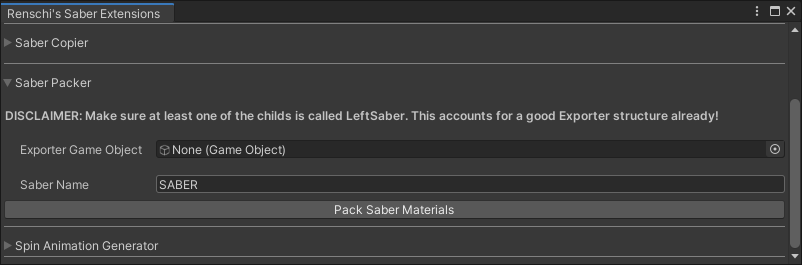 Renschi's Saber Extensions
Saber Copier
Saber Packer
DISCLAIMER: Make sure at least one of the childs is called LeftSaber. This accounts for a good Exporter structure already!
Exporter Game Object None (Game Object)
Saber Name SABER
Pack Saber Materials
Spin Animation Generator